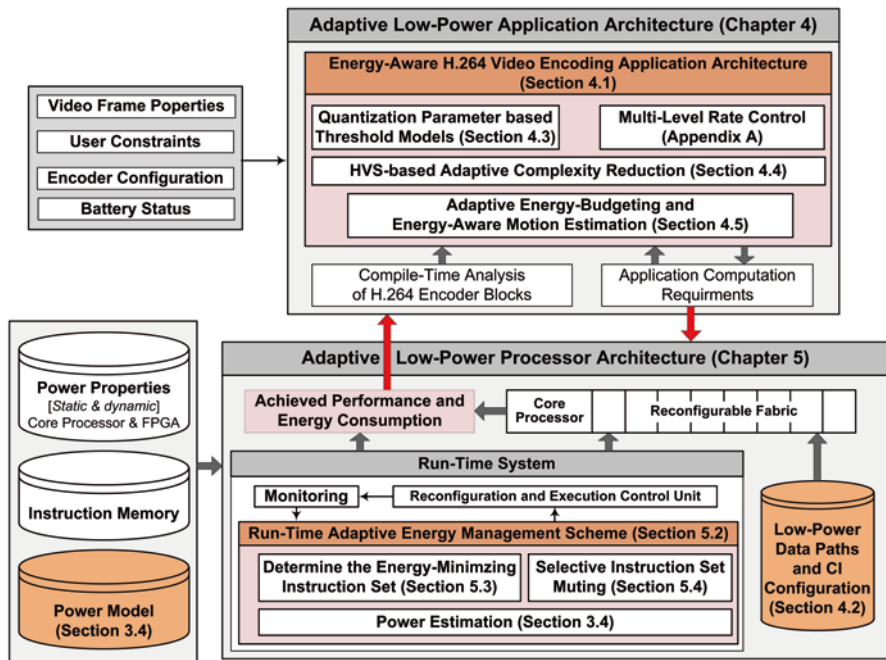 Adaptive Low-Power Application Architecture (Chapter 4)
Energy-Aware H.264 Video Encoding Application Architecture
(Section 4.1)
Quantization Parameter based
Threshold Models (Section 4.3)
Multi-Level Rate Control
(Appendix A)
HVS-based Adaptive Complexity Reduction (Section 4.4)
Adaptive Energy-Budgeting and
Energy-Aware Motion Estimation (Section 4.5)
Compile-Time Analysis
of H.264 Encoder Blocks
Application Computation
Requirments
Video Frame Poperties
User Constraints
Encoder Configuration
Battery Status
Power Properties
[Static & dynamic]
Core Processor & FPGA
Instruction Memory
Power Model
(Section 3.4)
Adaptive Low-Power Processor Architecture (Chapter 5)
Achieved Performance and
Energy Consumption
Core
Processor
Reconfigurable Fabric
Run-Time System
Monitoring
Reconfiguration and Execution Control Unit
Run-Time Adaptive Energy Management Scheme (Section 5.2)
Determine the Energy-Minimzing
Instruction Set (Section 5.3)
Selective Instruction Set
Muting (Section 5.4)
Power Estimation (Section 3.4)
Low-Power
Data Paths
and CI
Configuration
(Section 4.2)